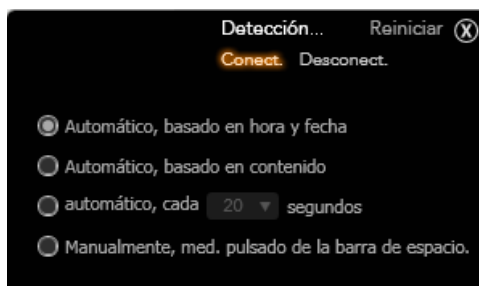 Detección... Reiniciar X
Conect. Desconect.
Automático, basado en hora y fecha
Automático, basado en contenido
automático, cada 20 segundos
Manualmente, med. pulsado de la barra de espacio.